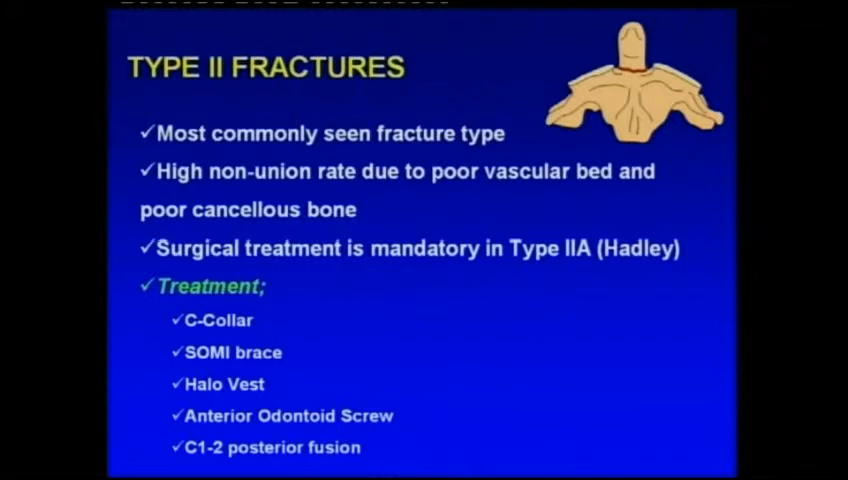 TYPE II FRACTURES
✓Most commonly seen fracture type
✓High non-union rate due to poor vascular bed and
poor cancellous bone
✓Surgical treatment is mandatory in Type IIA (Hadley)
✓Treatment;
✓C-Collar
✓SOMI brace
✓Halo Vest
✓Anterior Odontoid Screw
✓C1-2 posterior fusion